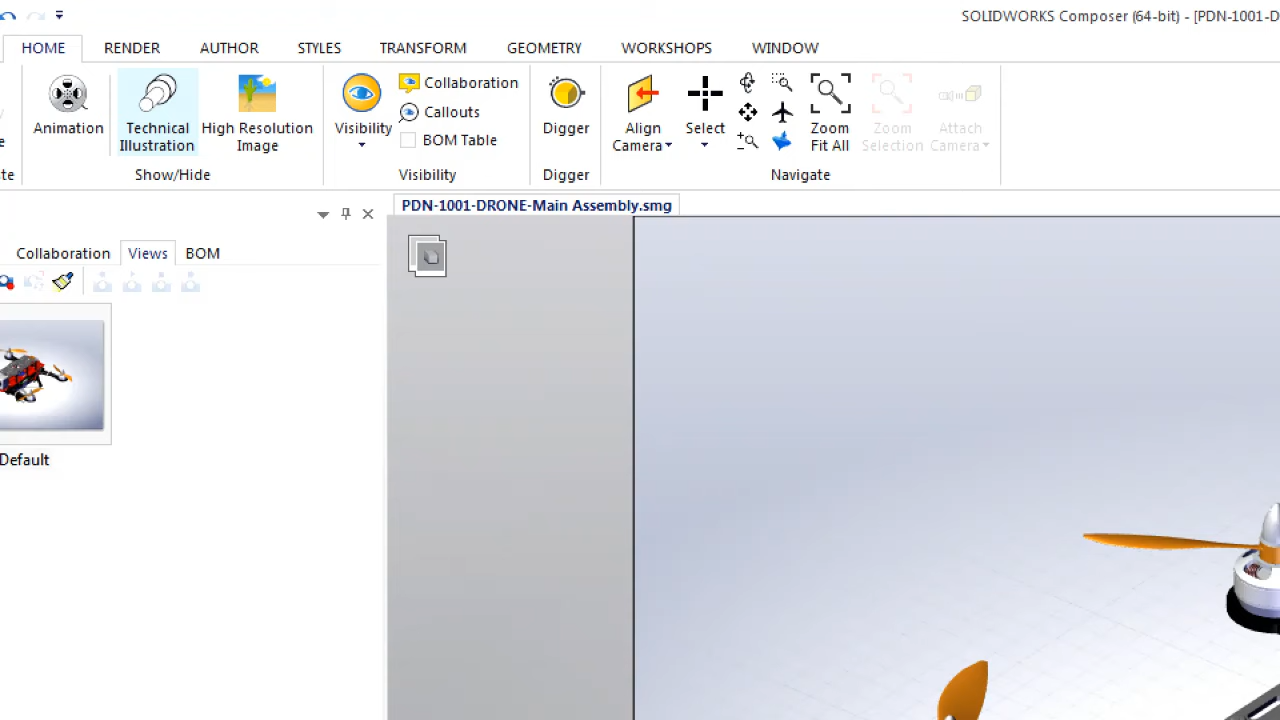 SOLIDWORKS Composer (64-bit) - [PDN-1001-D
HOME RENDER AUTHOR STYLES TRANSFORM GEOMETRY WORKSHOPS WINDOW
Animation Technical Illustration High Resolution Image
Show/Hide
Visibility
Collaboration
Callouts
BOM Table
Visibility
Digger
Digger
Align Camera
Select
Zoom Fit All
Zoom Selection
Attach Camera
Navigate
PDN-1001-DRONE-Main Assembly.smg
Collaboration Views BOM
Default